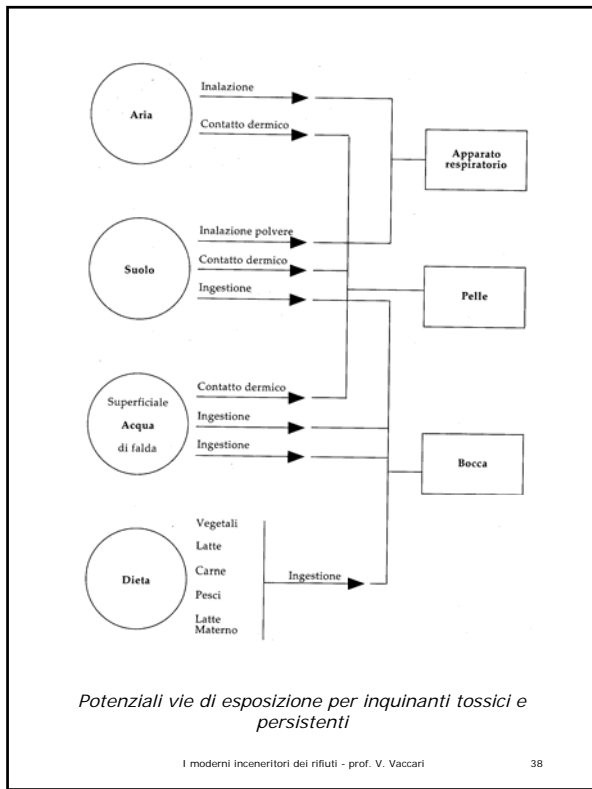 Aria
Inalazione
Contatto dermico
Apparato
respiratorio
Suolo
Inalazione polvere
Contatto dermico
Ingestione
Pelle
Superficiale
Acqua
di falda
Contatto dermico
Ingestione
Ingestione
Bocca
Dieta
Vegetali
Latte
Carne
Pesci
Latte
Materno
Ingestione
Potenziali vie di esposizione per inquinanti tossici e
persistenti
I moderni inceneritori dei rifiuti - prof. V. Vaccari
38